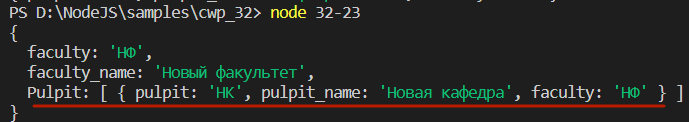 PS D:\NodeJS\samples\cwp_32> node 32-23
{
  faculty: 'НФ',
  faculty_name: 'Новый факультет',
  Pulpit: [ { pulpit: 'НК', pulpit_name: 'Новая кафедра', faculty: 'НФ' } ]
}